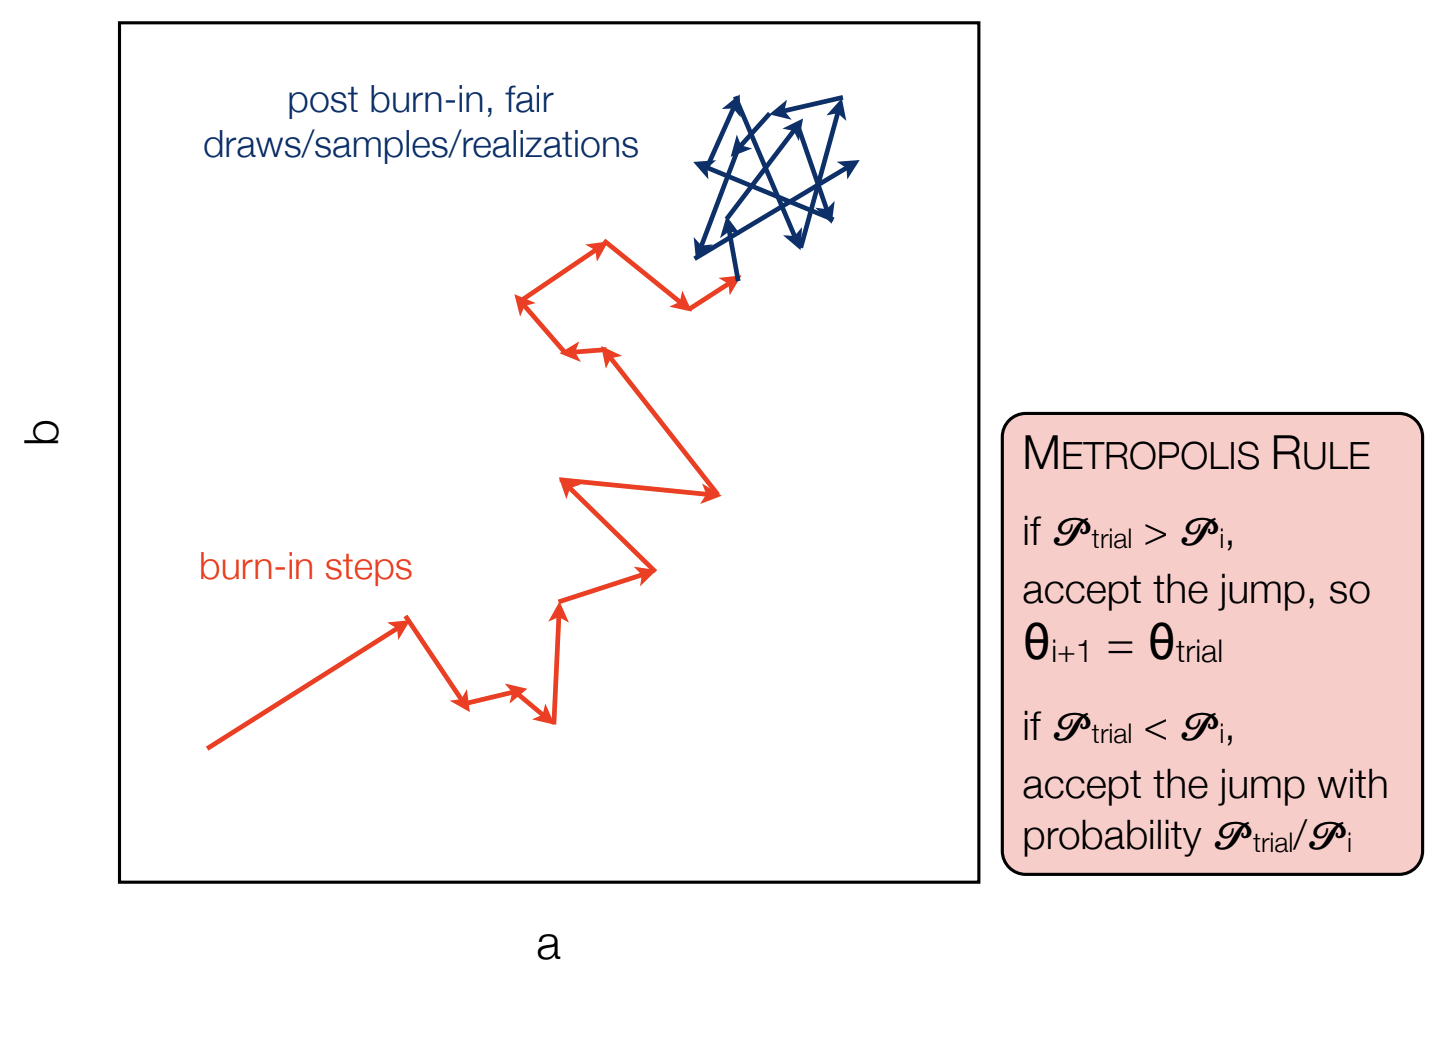 post burn-in, fair
draws/samples/realizations
b
burn-in steps
a
METROPOLIS RULE
if 𝒫trial > 𝒫i,
accept the jump, so
θi+1 = θtrial
if 𝒫trial < 𝒫i,
accept the jump with
probability 𝒫trial/𝒫i